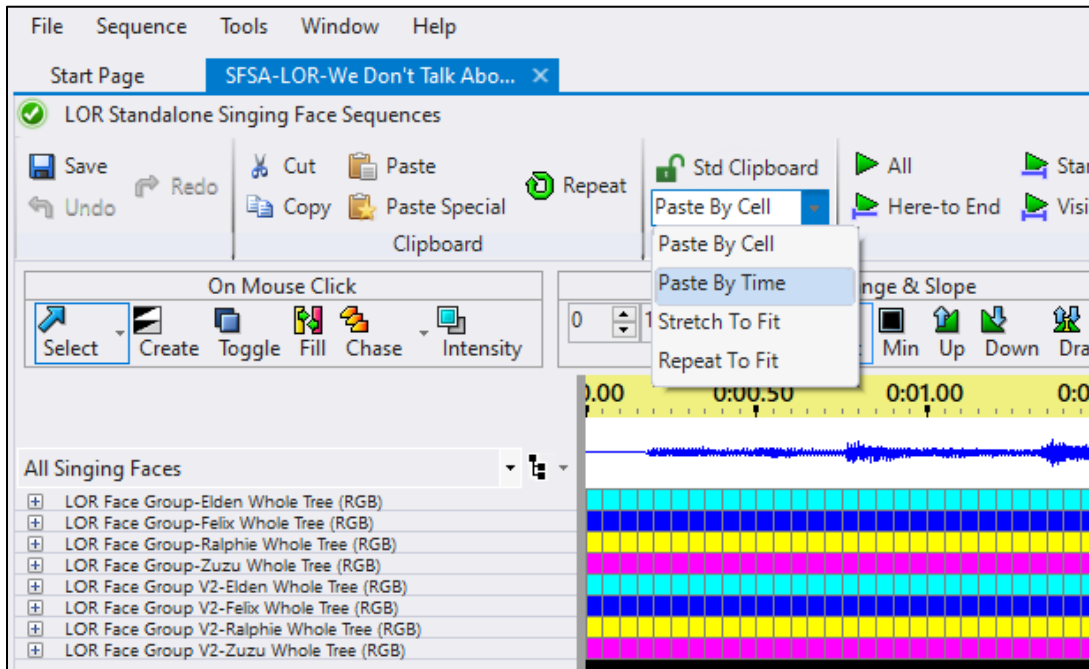 File Sequence Tools Window Help
Start Page SFSA-LOR-We Don't Talk Abo... ×
LOR Standalone Singing Face Sequences
Save Redo Cut Paste Repeat Std Clipboard All
Undo Copy Paste Special Paste By Cell Here-to End
Clipboard
Paste By Cell
Paste By Time
Stretch To Fit
Repeat To Fit
On Mouse Click & Slope
Select Create Toggle Fill Chase Intensity 0 Min Up Down
0:00.50 0:01.00
All Singing Faces
LOR Face Group-Elden Whole Tree (RGB)
LOR Face Group-Felix Whole Tree (RGB)
LOR Face Group-Ralphie Whole Tree (RGB)
LOR Face Group-Zuzu Whole Tree (RGB)
LOR Face Group V2-Elden Whole Tree (RGB)
LOR Face Group V2-Felix Whole Tree (RGB)
LOR Face Group V2-Ralphie Whole Tree (RGB)
LOR Face Group V2-Zuzu Whole Tree (RGB)